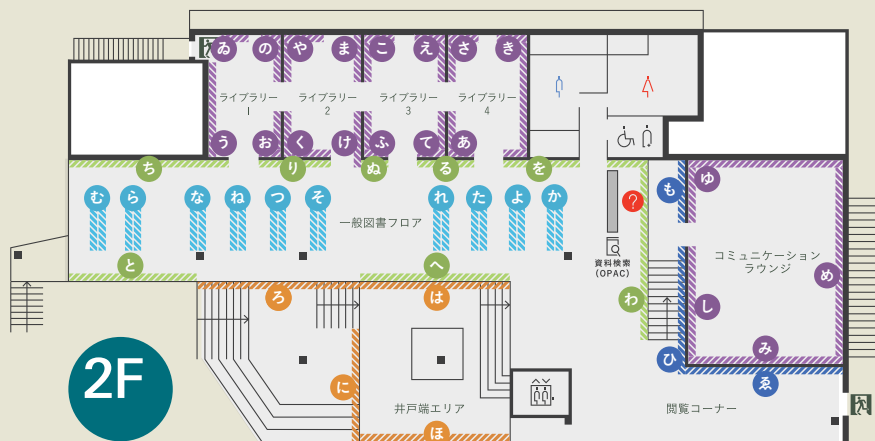 ゐ の や ま こ え さ き
ライブラリー ライブラリー ライブラリー ライブラリー
1 2 3 4
う お く け ふ て あ
ち り ぬ る を
む ら な ね つ そ れ た よ か
一般図書フロア
?
資料検索
(OPAC)
も
ゆ
コミュニケーション
ラウンジ
め
と へ
ろ は
わ
し
2F
に
井戸端エリア
ほ
ひ
み
ゑ
閲覧コーナー